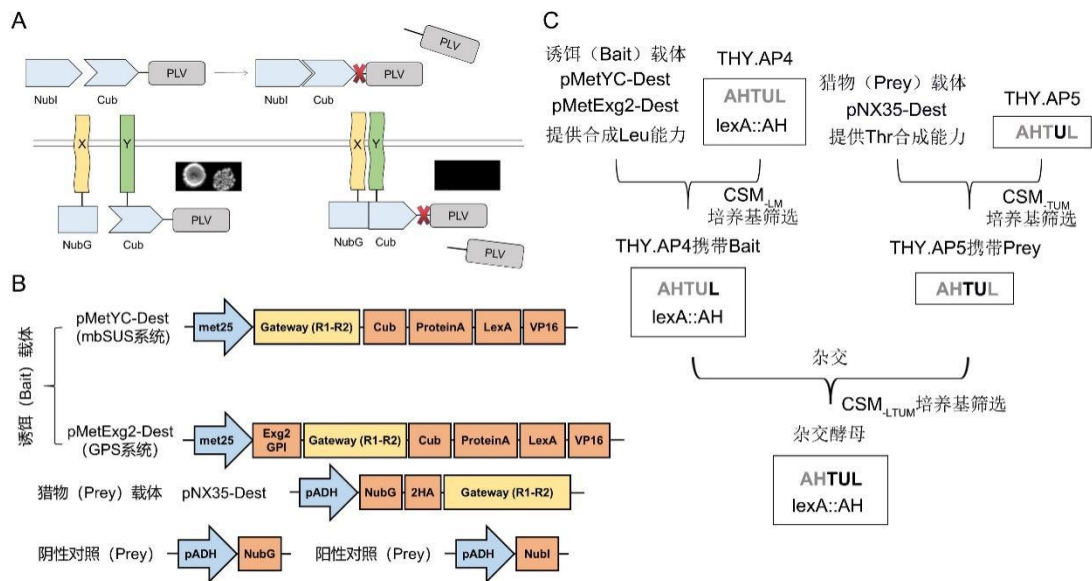 A
NubI
Cub
PLV
NubI
Cub
PLV
PLV
X
Y
NubG
Cub
PLV
X
Y
NubG
Cub
PLV
PLV
B
诱饵（Bait）载体
pMetYC-Dest
(mbSUS系统)
met25
Gateway (R1-R2)
Cub
ProteinA
LexA
VP16
pMetExg2-Dest
(GPS系统)
met25
Exg2
GPI
Gateway (R1-R2)
Cub
ProteinA
LexA
VP16
猎物（Prey）载体
pNX35-Dest
pADH
NubG
2HA
Gateway (R1-R2)
阴性对照（Prey）
pADH
NubG
阳性对照（Prey）
pADH
NubI
C
诱饵（Bait）载体
pMetYC-Dest
pMetExg2-Dest
提供合成Leu能力
THY.AP4
AHTUL
lexA::AH
猎物（Prey）载体
pNX35-Dest
提供Thr合成能力
THY.AP5
AHTUL
CSM-LM
培养基筛选
CSM-TUM
培养基筛选
THY.AP4携带Bait
AHTUL
lexA::AH
THY.AP5携带Prey
AHTUL
杂交
CSM-LTUM培养基筛选
杂交酵母
AHTUL
lexA::AH